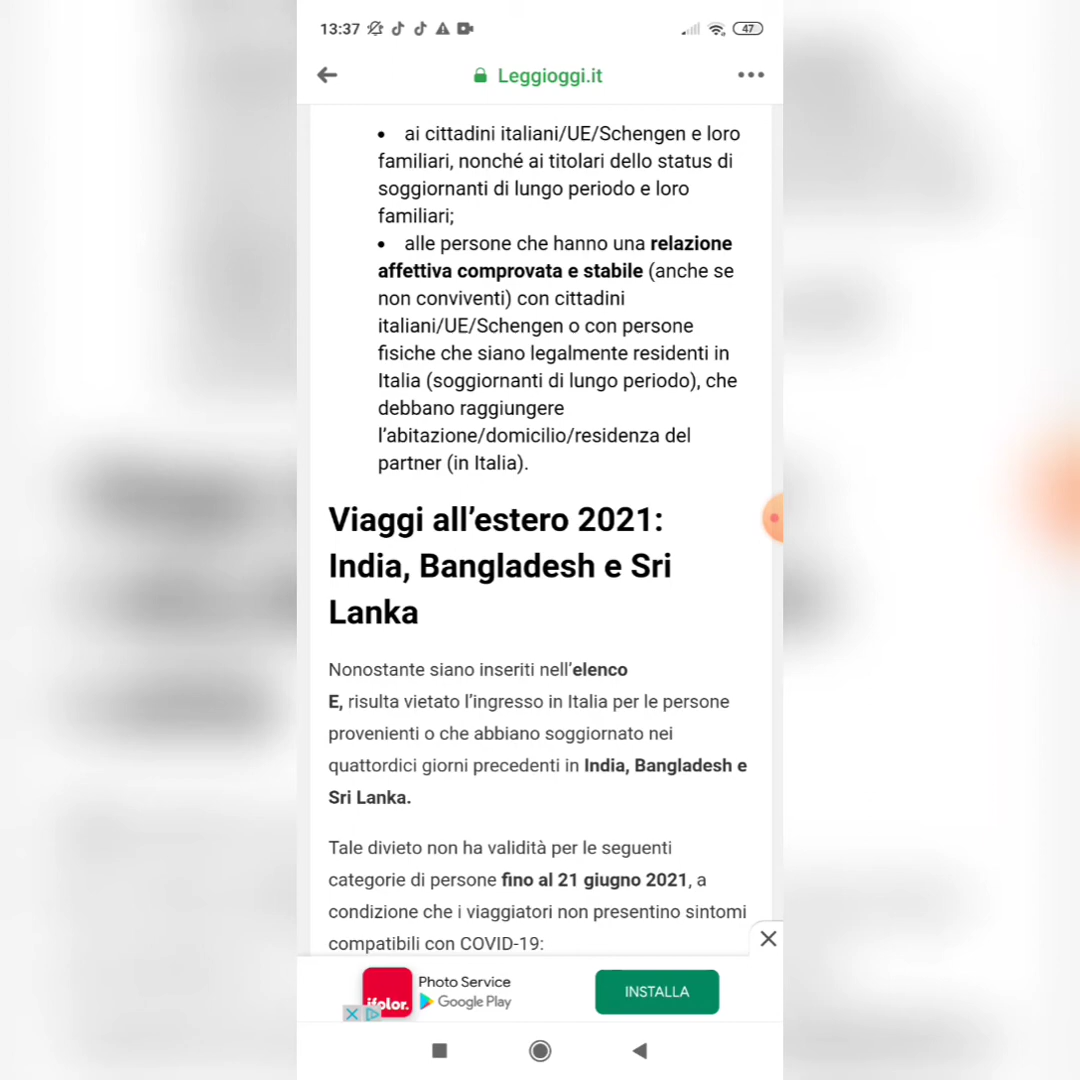 13:37
47
Leggioggi.it
• ai cittadini italiani/UE/Schengen e loro
familiari, nonché ai titolari dello status di
soggiornanti di lungo periodo e loro
familiari;
• alle persone che hanno una relazione
affettiva comprovata e stabile (anche se
non conviventi) con cittadini
italiani/UE/Schengen o con persone
fisiche che siano legalmente residenti in
Italia (soggiornanti di lungo periodo), che
debbano raggiungere
l'abitazione/domicilio/residenza del
partner (in Italia).
Viaggi all'estero 2021:
India, Bangladesh e Sri
Lanka
Nonostante siano inseriti nell'elenco
E, risulta vietato l'ingresso in Italia per le persone
provenienti o che abbiano soggiornato nei
quattordici giorni precedenti in India, Bangladesh e
Sri Lanka.
Tale divieto non ha validità per le seguenti
categorie di persone fino al 21 giugno 2021, a
condizione che i viaggiatori non presentino sintomi
compatibili con COVID-19:
ifolor.
Photo Service
Google Play
INSTALLA